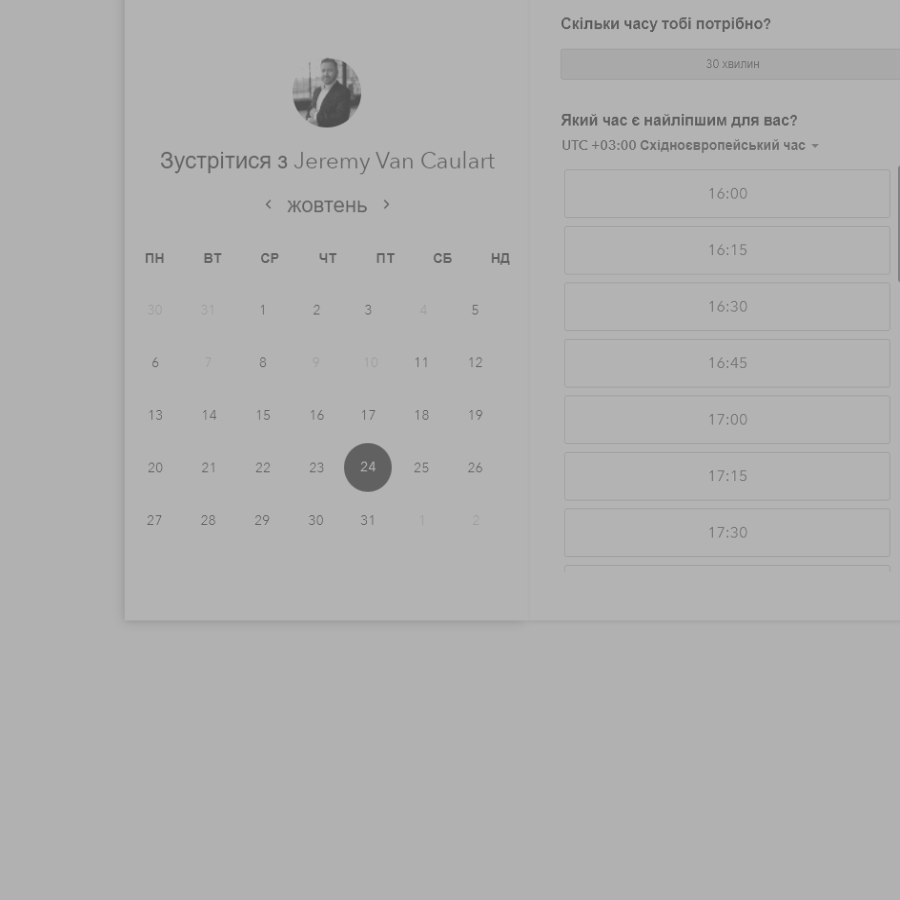 Зустрітися з Jeremy Van Caulart
жовтень
ПН ВТ СР ЧТ ПТ СБ НД
30 31 1 2 3 4 5
6 7 8 9 10 11 12
13 14 15 16 17 18 19
20 21 22 23 24 25 26
27 28 29 30 31 1 2
Скільки часу тобі потрібно?
30 хвилин
Який час є найліпшим для вас?
UTC +03:00 Східноєвропейський час
16:00
16:15
16:30
16:45
17:00
17:15
17:30